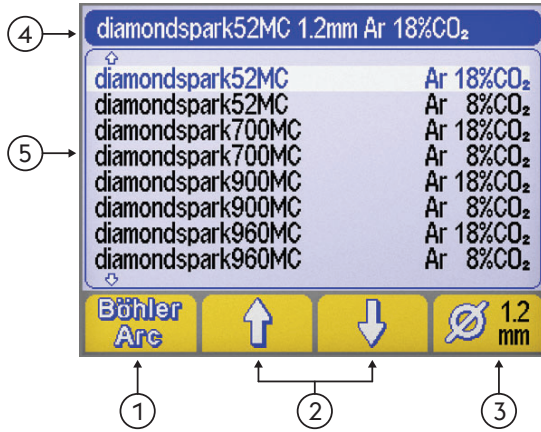 diamondspark52MC 1.2mm Ar 18%CO₂
diamondspark52MC Ar 18%CO₂
diamondspark52MC Ar 8%CO₂
diamondspark700MC Ar 18%CO₂
diamondspark700MC Ar 8%CO₂
diamondspark900MC Ar 18%CO₂
diamondspark900MC Ar 8%CO₂
diamondspark960MC Ar 18%CO₂
diamondspark960MC Ar 8%CO₂
Böhler Arc
Ø 1.2 mm
4
5
1
2
3